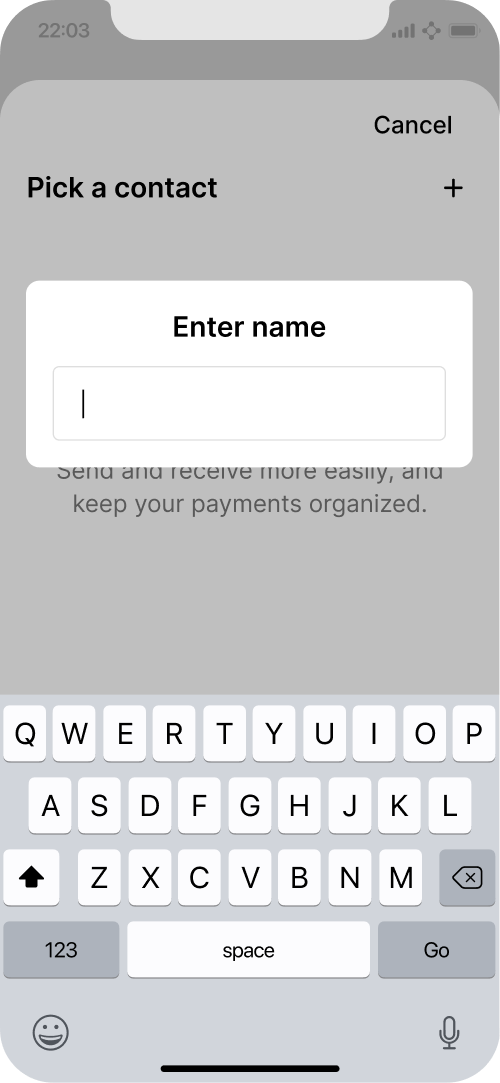 22:03
Cancel
Pick a contact
+
Enter name
Send and receive more easily, and
keep your payments organized.
Q W E R T Y U I O P
A S D F G H J K L
Z X C V B N M
123 space Go